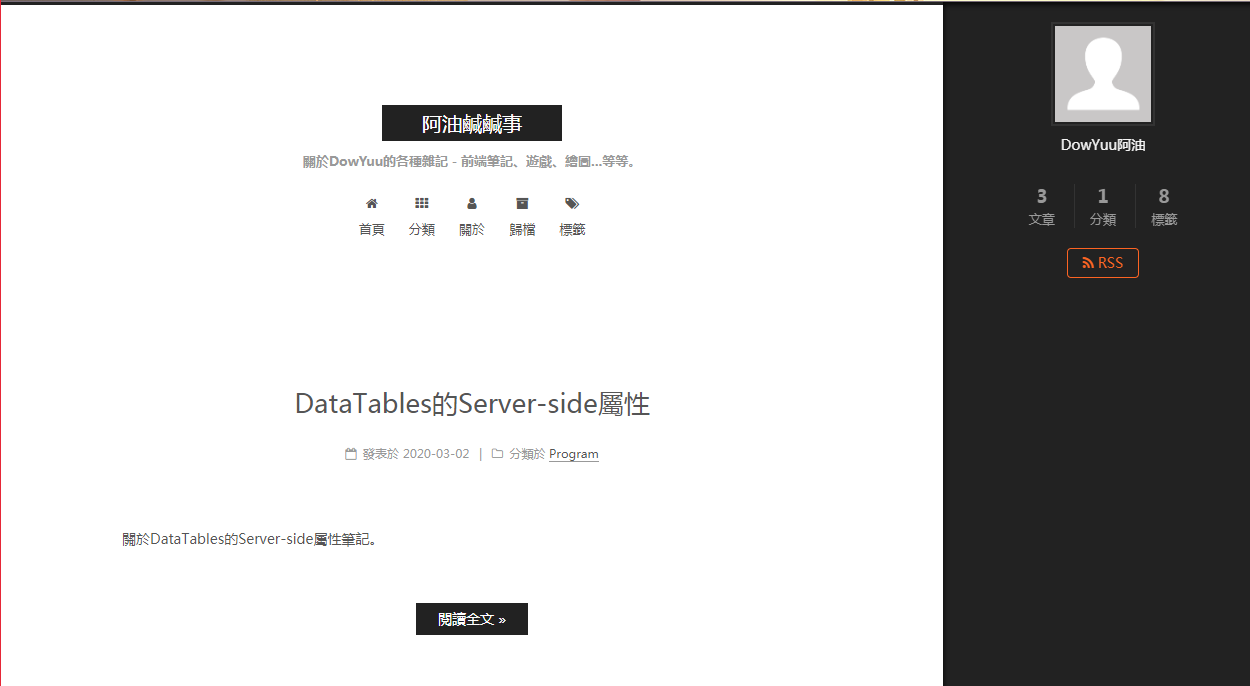 阿油鹹鹹事
關於DowYuu的各種雜記 - 前端筆記、遊戲、繪圖...等等。
首頁 分類 關於 歸檔 標籤
DataTables的Server-side屬性
發表於 2020-03-02 | 分類於 Program
關於DataTables的Server-side屬性筆記。
閱讀全文 »
DowYuu阿油
3 1 8
文章 分類 標籤
RSS